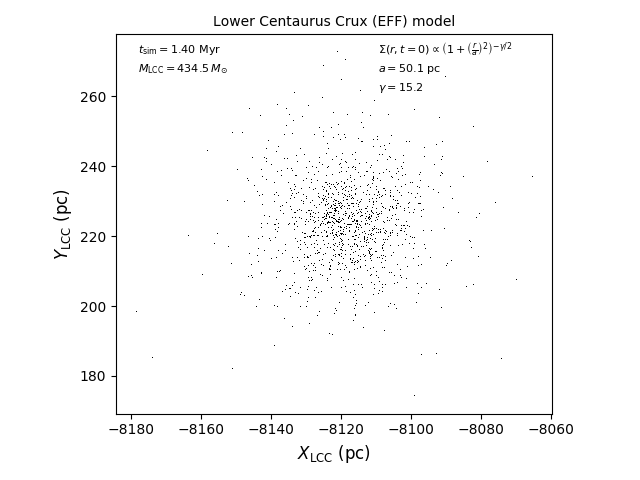 Lower Centaurus Crux (EFF) model
t_sim = 1.40 Myr
M_LCC = 434.5 M_⊙
Σ(r, t = 0) ∝ (1 + (r/a)^2)^{−γ/2}
a = 50.1 pc
γ = 15.2
260
240
220
200
180
Y_LCC (pc)
−8180 −8160 −8140 −8120 −8100 −8080 −8060
X_LCC (pc)